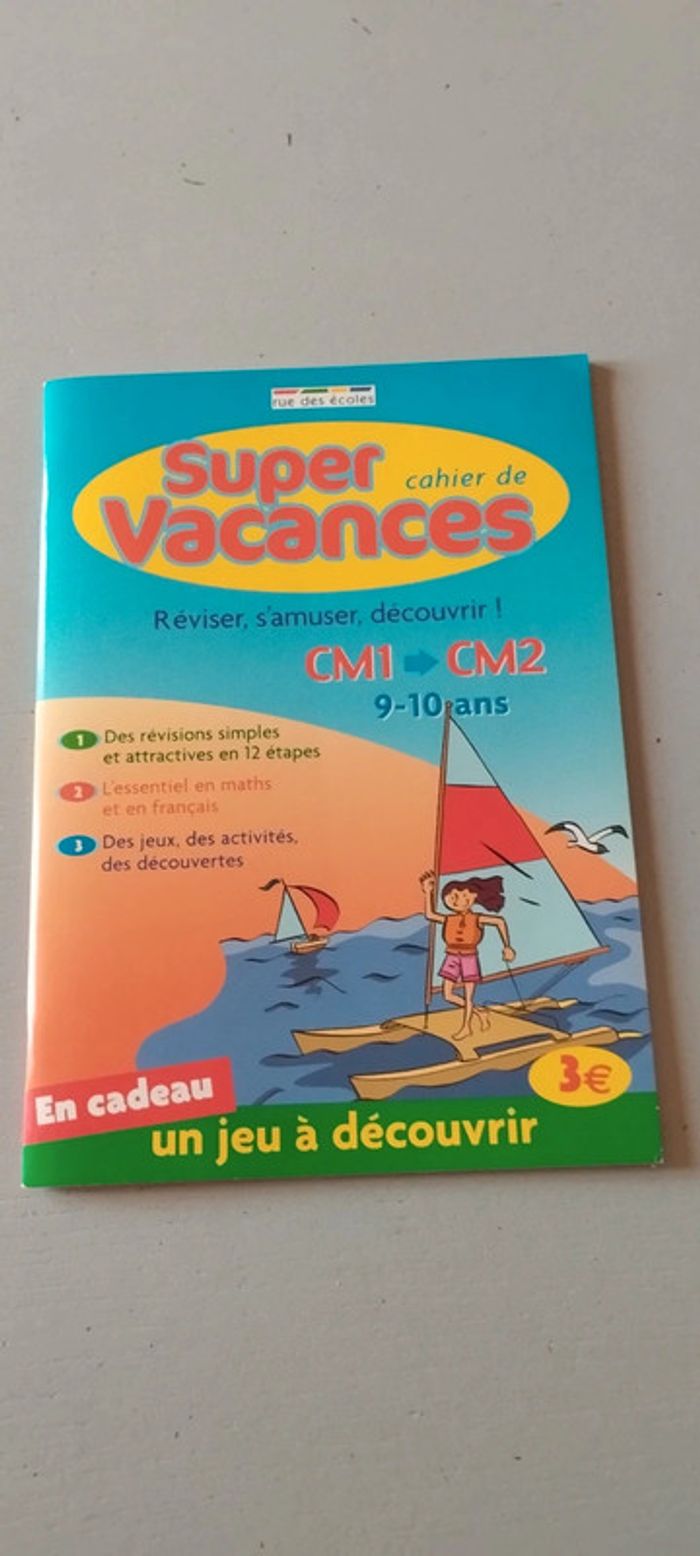 rue des écoles
Super cahier de
Vacances
Réviser, s'amuser, découvrir !
CM1 CM2
9-10 ans
1 Des révisions simples
et attractives en 12 étapes
2 L'essentiel en maths
et en français
3 Des jeux, des activités,
des découvertes
3€
En cadeau
un jeu à découvrir